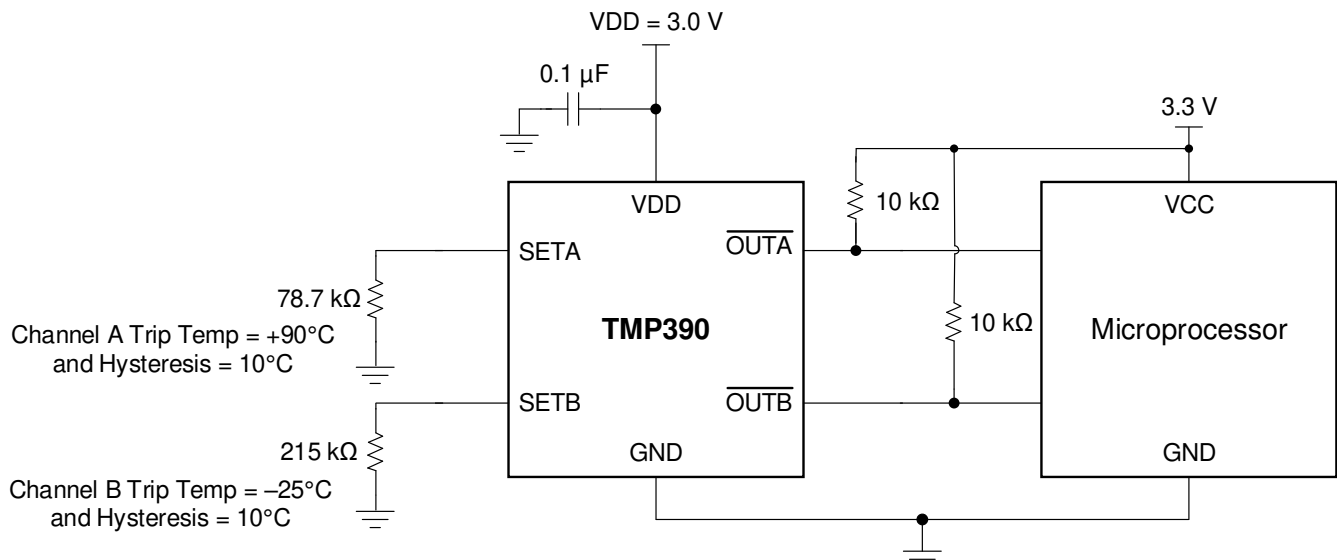 VDD = 3.0 V
0.1 µF
3.3 V
VDD
10 kΩ
VCC
SETA
OUTA
78.7 kΩ
Channel A Trip Temp = +90°C
and Hysteresis = 10°C
TMP390
10 kΩ
Microprocessor
SETB
OUTB
215 kΩ
GND
GND
Channel B Trip Temp = –25°C
and Hysteresis = 10°C